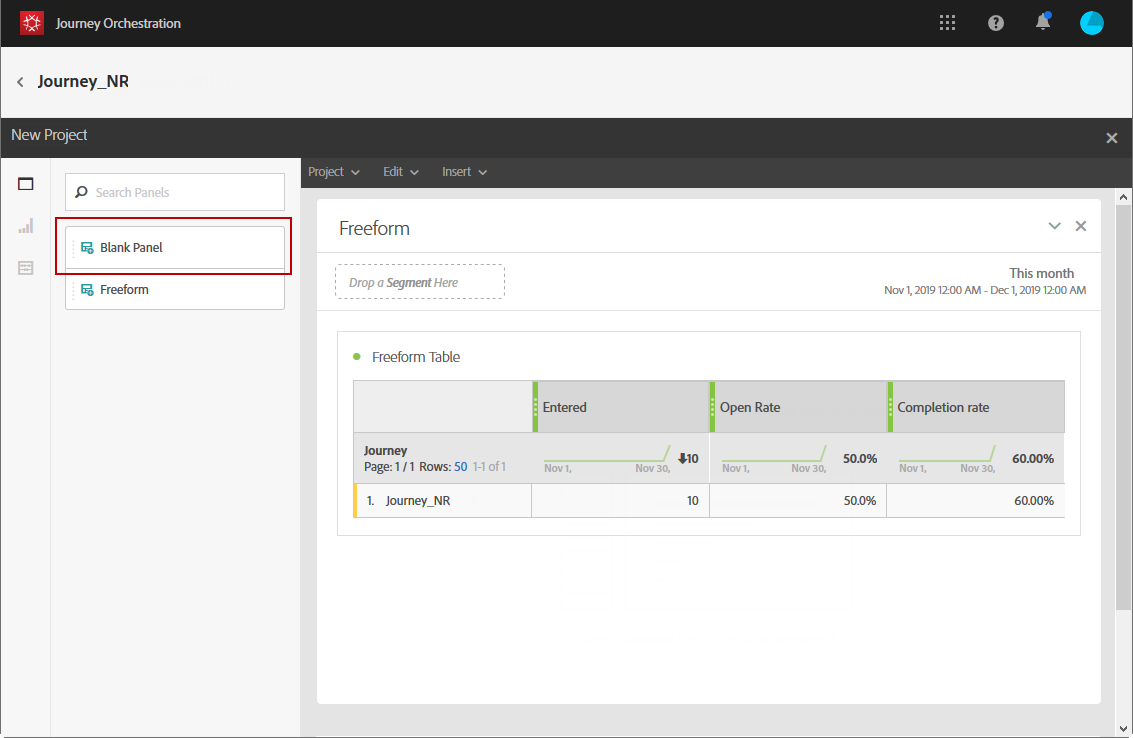 Journey Orchestration
Journey_NR
New Project
Project
Edit
Insert
Search Panels
Blank Panel
Freeform
Freeform
Drop a Segment Here
This month
Nov 1, 2019 12:00 AM - Dec 1, 2019 12:00 AM
Freeform Table
Entered
Open Rate
Completion rate
Journey
Page: 1 / 1 Rows: 50 1-1 of 1
Nov 1,
Nov 30,
10
Nov 1,
Nov 30,
50.0%
Nov 1,
Nov 30,
60.00%
1. Journey_NR
10
50.0%
60.00%